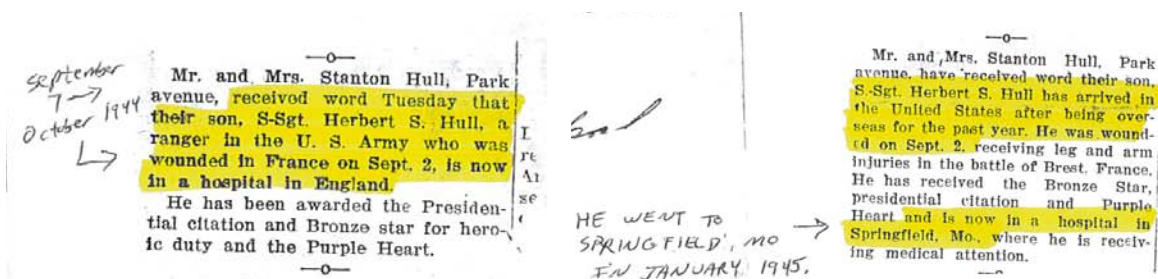 september
7 →
October 1944
—o—
Mr. and Mrs. Stanton Hull, Park
avenue, receivod word Tuesday that
their son, S-Sgt. Herbert S. Hull, a
ranger in the U. S. Army who was
wounded in France on Sept. 2, is now
in a hospital in England.
He has been awarded the Presiden-
tial citation and Bronze star for hero-
ic duty and the Purple Heart.
—o—
HE WENT TO
SPRINGFIELD, MO
IN JANUARY 1945.
—o—
Mr. and Mrs. Stanton Hull, Park
avenue, have received word their son,
S.-Sgt. Herbert S. Hull has arrived in
the United States after being over-
seas for the past year. He was wound-
ed on Sept. 2, receiving leg and arm
injuries in the battle of Brest, France.
He has received the Bronze Star,
presidential citation and Purple
Heart and is now in a hospital in
Springfield, Mo., where he is receiv-
ing medical attention.